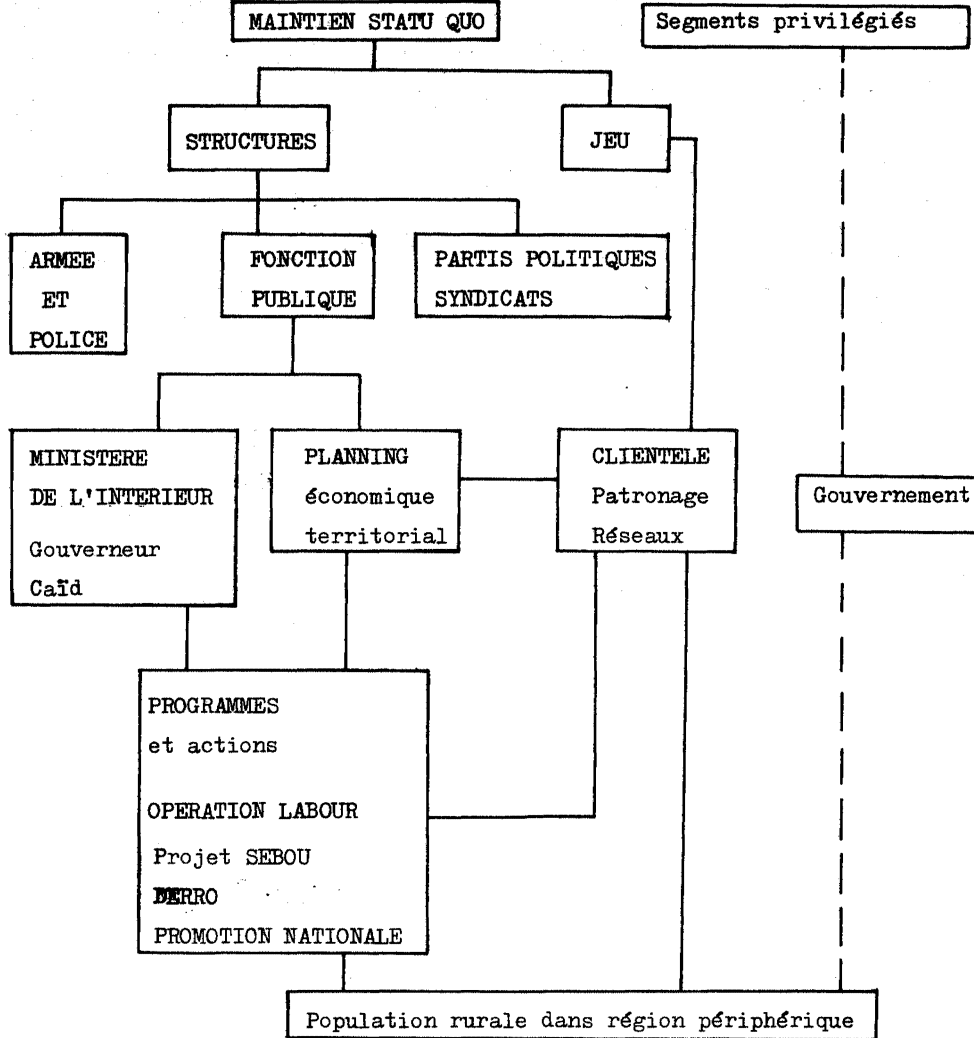 MAINTIEN STATU QUO
Segments privilégiés
STRUCTURES
JEU
ARMEE
ET
POLICE
FONCTION
PUBLIQUE
PARTIS POLITIQUES
SYNDICATS
MINISTERE
DE L'INTERIEUR
Gouverneur
Caïd
PLANNING
économique
territorial
CLIENTELE
Patronage
Réseaux
Gouvernement
PROGRAMMES
et actions
OPERATION LABOUR
Projet SEBOU
DERRO
PROMOTION NATIONALE
Population rurale dans région périphérique